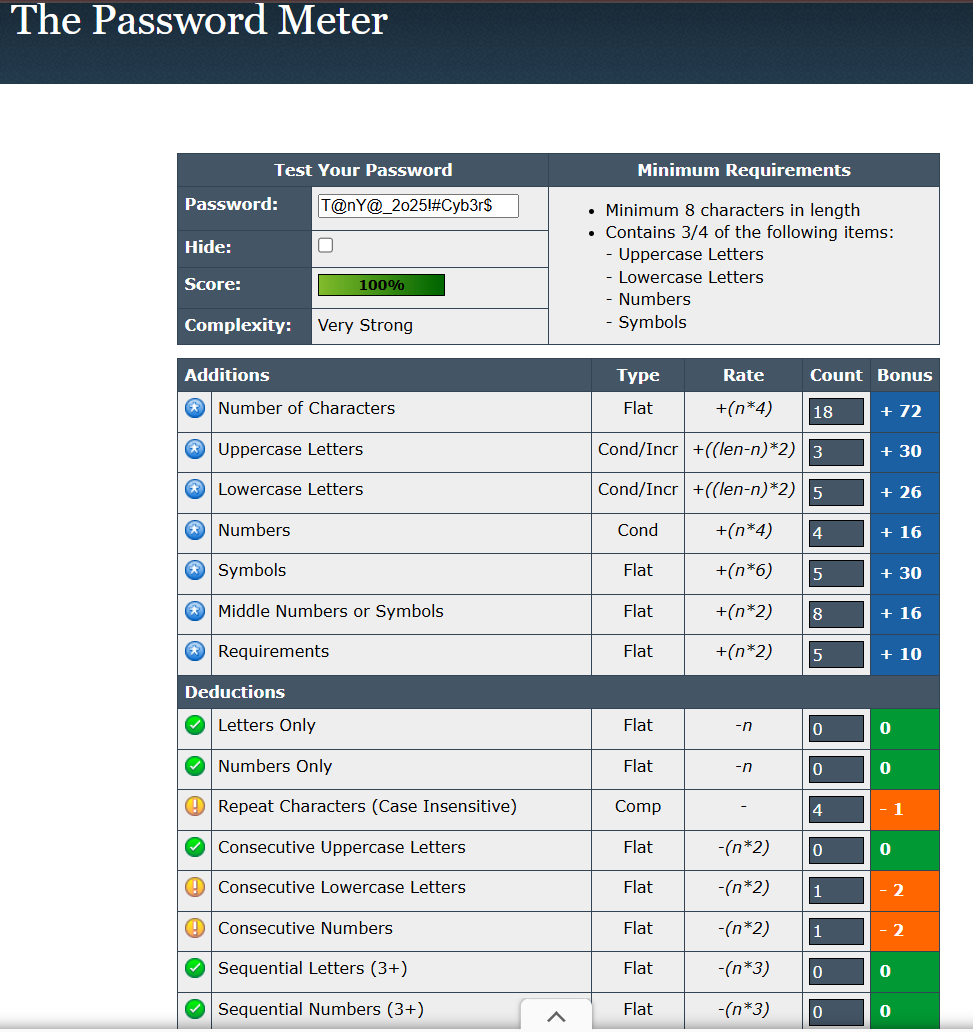 The Password Meter
Test Your Password Minimum Requirements
Password: T@nY@_2o25!#Cyb3r$
• Minimum 8 characters in length
• Contains 3/4 of the following items:
Hide: - Uppercase Letters
- Lowercase Letters
Score: 100% - Numbers
- Symbols
Complexity: Very Strong
Additions Type Rate Count Bonus
Number of Characters Flat +(n*4) 18 + 72
Uppercase Letters Cond/Incr +((len-n)*2) 3 + 30
Lowercase Letters Cond/Incr +((len-n)*2) 5 + 26
Numbers Cond +(n*4) 4 + 16
Symbols Flat +(n*6) 5 + 30
Middle Numbers or Symbols Flat +(n*2) 8 + 16
Requirements Flat +(n*2) 5 + 10
Deductions
Letters Only Flat -n 0 0
Numbers Only Flat -n 0 0
Repeat Characters (Case Insensitive) Comp - 4 - 1
Consecutive Uppercase Letters Flat -(n*2) 0 0
Consecutive Lowercase Letters Flat -(n*2) 1 - 2
Consecutive Numbers Flat -(n*2) 1 - 2
Sequential Letters (3+) Flat -(n*3) 0 0
Sequential Numbers (3+) Flat -(n*3) 0 0